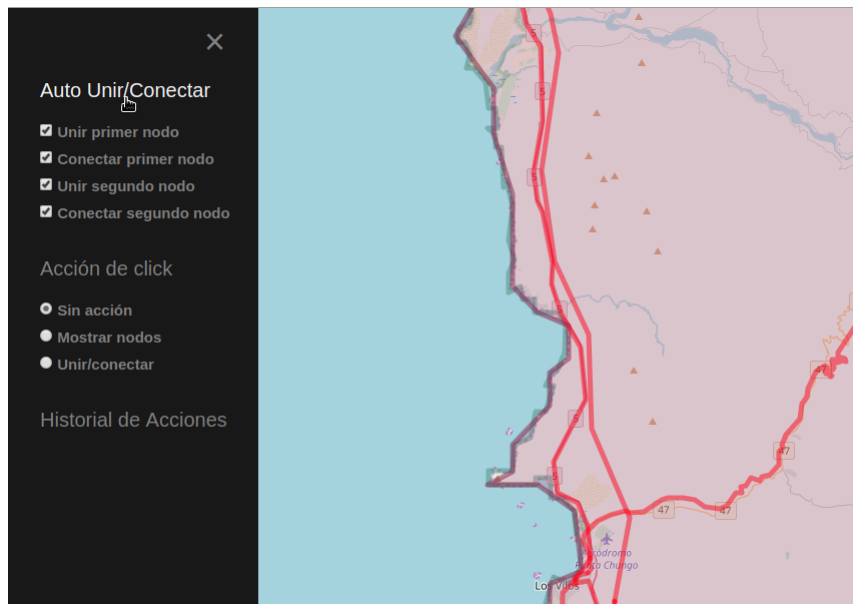 ×
Auto Unir/Conectar
Unir primer nodo
Conectar primer nodo
Unir segundo nodo
Conectar segundo nodo
Acción de click
Sin acción
Mostrar nodos
Unir/conectar
Historial de Acciones
5
5
5
5
47
5
47
5
47
47
Aeródromo
Punta Chungo
Los Vilos